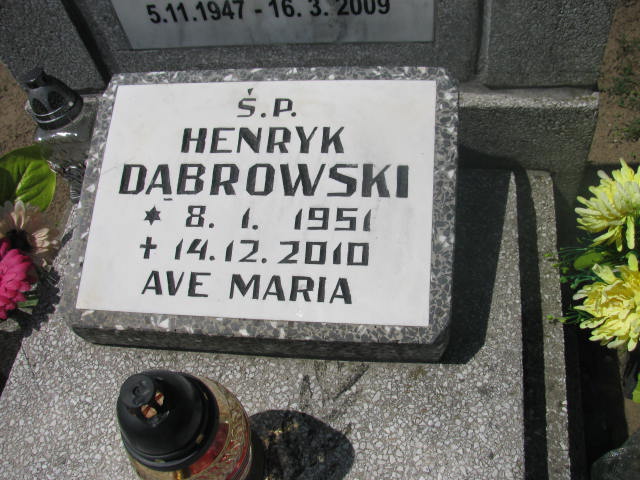 5.11.1947 - 16. 3. 2009
Ś.P.
HENRYK
DĄBROWSKI
* 8. 1. 1951
✝ 14.12.2010
AVE MARIA